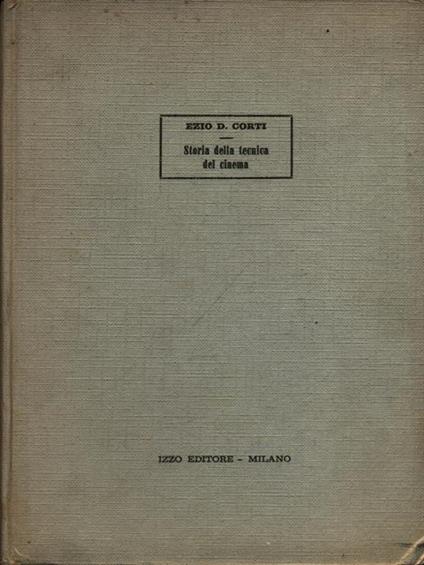 EZIO D. CORTI
Storia della tecnica
del cinema
IZZO EDITORE - MILANO